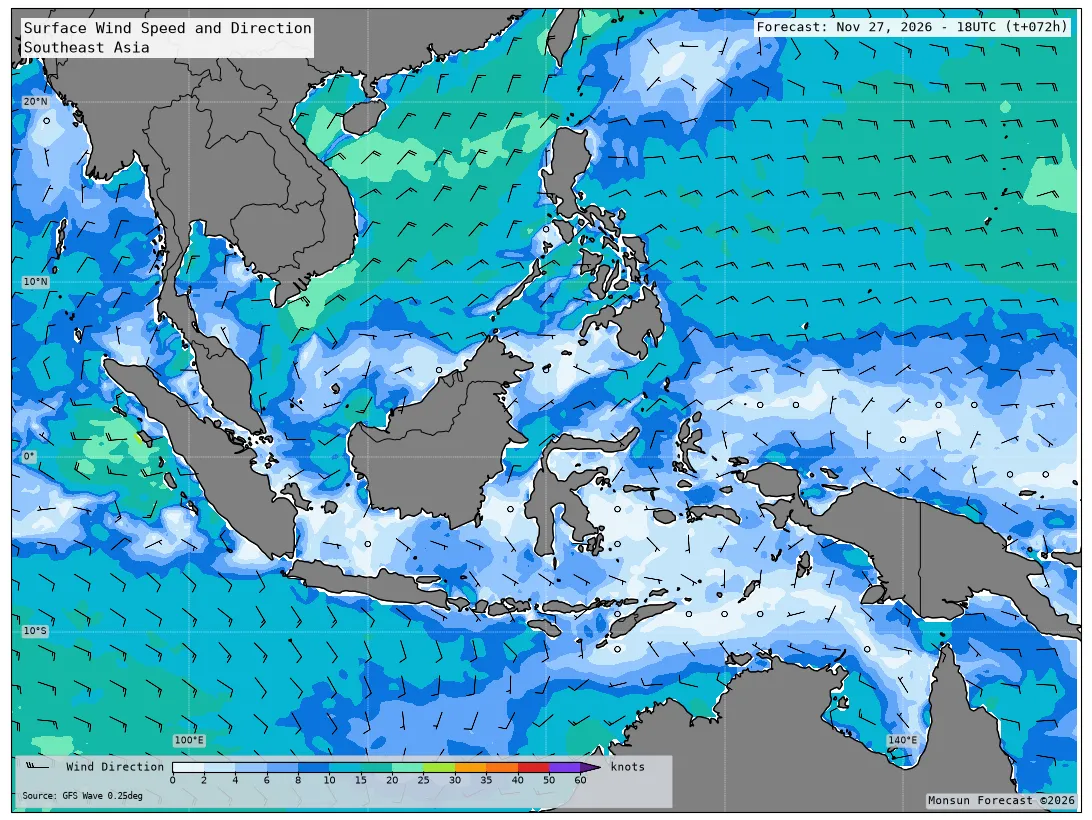 Surface Wind Speed and Direction
Southeast Asia
Forecast: Nov 27, 2026 - 18UTC (t+072h)
20°N
10°N
0°
10°S
100°E
140°E
Wind Direction
0 2 4 6 8 10 15 20 25 30 35 40 50 60
knots
Source: GFS Wave 0.25deg
Monsun Forecast ©2026